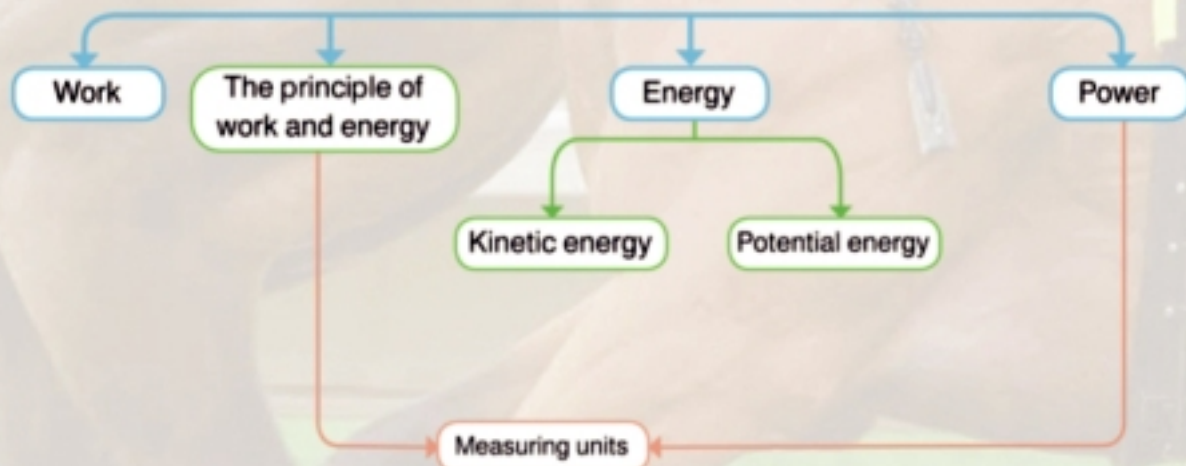 Work
The principle of
work and energy
Energy
Power
Kinetic energy
Potential energy
Measuring units